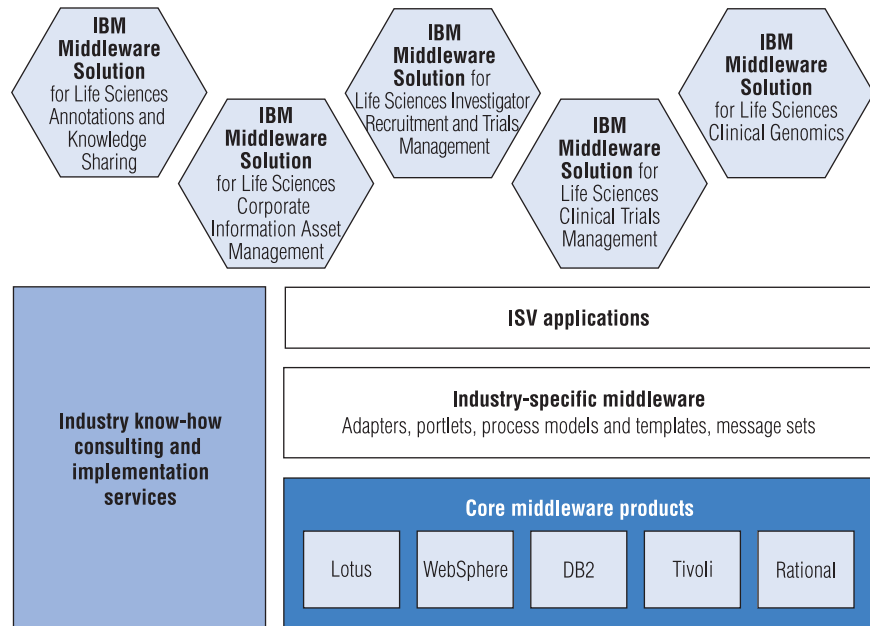 IBM
Middleware
Solution
for Life Sciences
Annotations and
Knowledge
Sharing
IBM
Middleware
Solution
for Life Sciences
Corporate
Information Asset
Management
IBM
Middleware
Solution for
Life Sciences Investigator
Recruitment and Trials
Management
IBM
Middleware
Solution for
Life Sciences
Clinical Trials
Management
IBM
Middleware
Solution
for Life Sciences
Clinical Genomics
Industry know-how
consulting and
implementation
services
ISV applications
Industry-specific middleware
Adapters, portlets, process models and templates, message sets
Core middleware products
Lotus
WebSphere
DB2
Tivoli
Rational